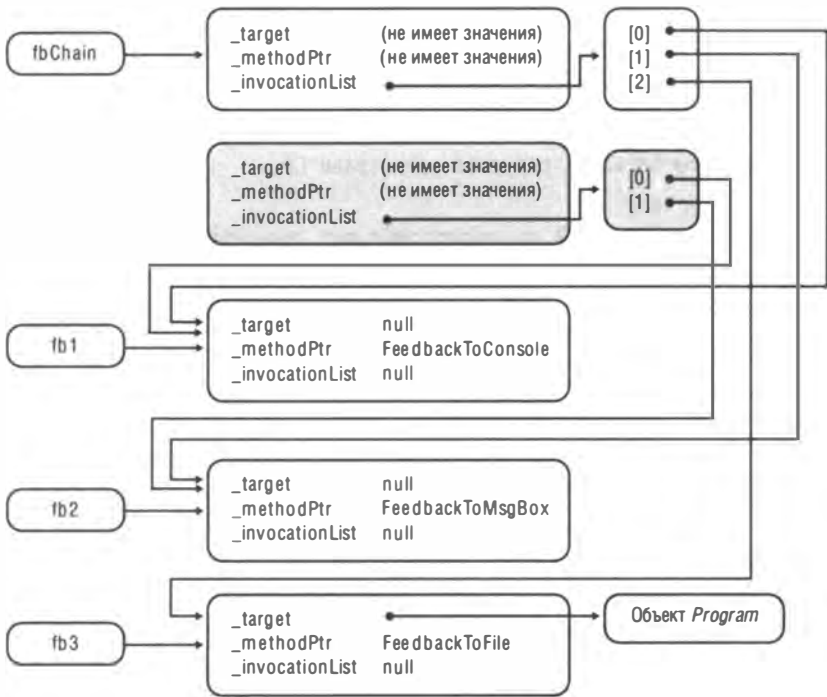 fbChain
_target (не имеет значения)
_methodPtr (не имеет значения)
_invocationList
[0]
[1]
[2]
_target (не имеет значения)
_methodPtr (не имеет значения)
_invocationList
[0]
[1]
fb1
_target null
_methodPtr FeedbackToConsole
_invocationList null
fb2
_target null
_methodPtr FeedbackToMsgBox
_invocationList null
fb3
_target
_methodPtr FeedbackToFile
_invocationList null
Объект Program